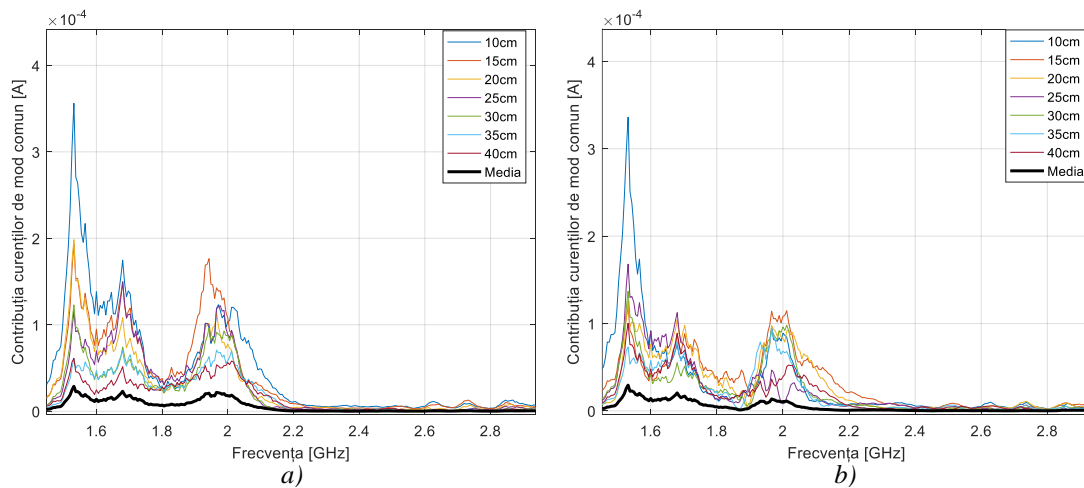 ×10-4
Contribuția curenților de mod comun [A]
4
3
2
1
0
1.6 1.8 2 2.2 2.4 2.6 2.8
Frecvența [GHz]
10cm
15cm
20cm
25cm
30cm
35cm
40cm
Media
a)
×10-4
Contribuția curenților de mod comun [A]
4
3
2
1
0
1.6 1.8 2 2.2 2.4 2.6 2.8
Frecvența [GHz]
10cm
15cm
20cm
25cm
30cm
35cm
40cm
Media
b)